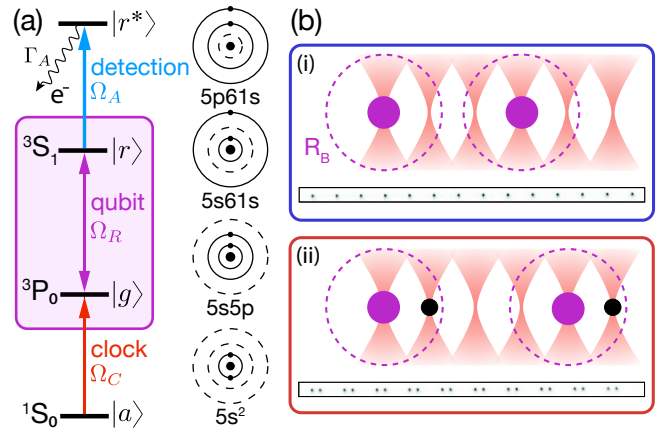 (a)
|r*⟩
Γ_A
e⁻
detection
Ω_A
5p61s
³S₁
|r⟩
qubit
Ω_R
5s61s
³P₀
|g⟩
5s5p
clock
Ω_C
¹S₀
|a⟩
5s²
(b)
(i)
R_B
(ii)